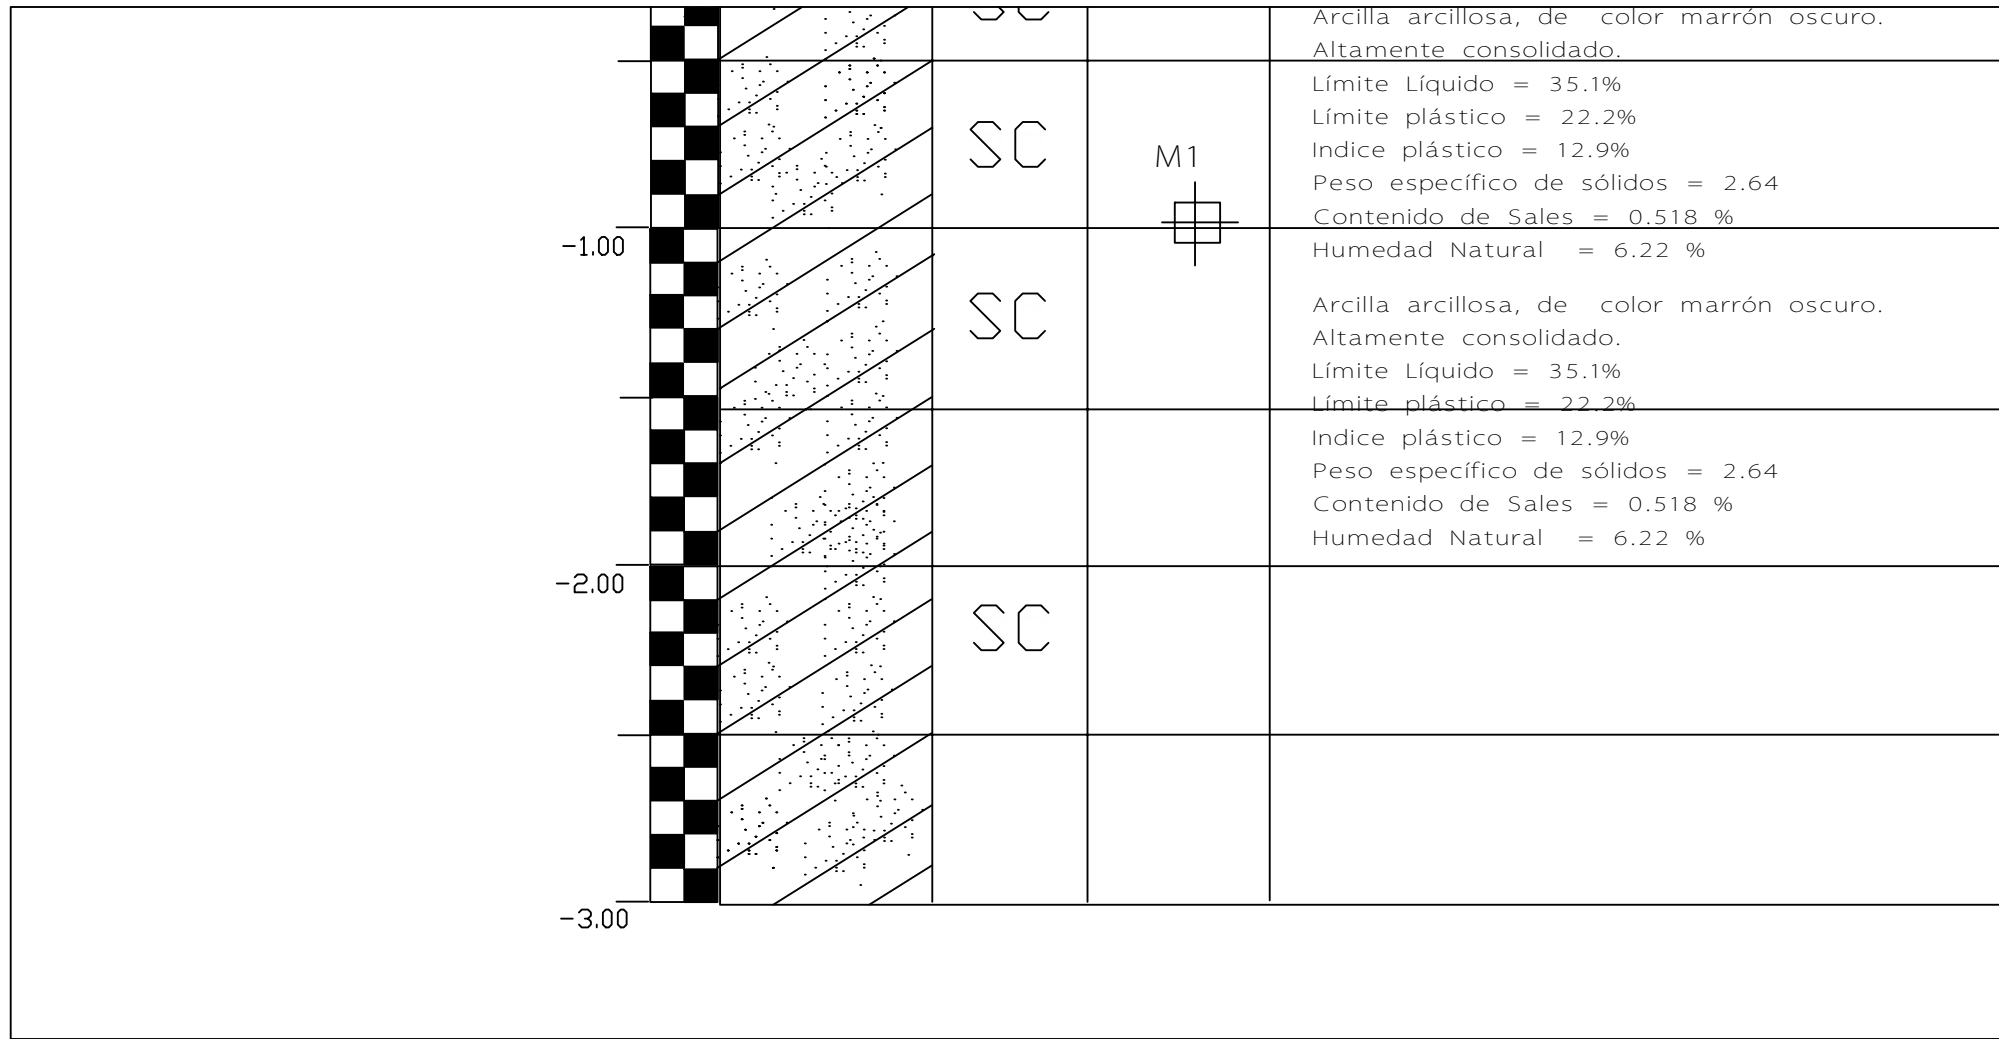 SC
Arcilla arcillosa, de color marrón oscuro.
Altamente consolidado.
Límite Líquido = 35.1%
Límite plástico = 22.2%
Indice plástico = 12.9%
Peso específico de sólidos = 2.64
Contenido de Sales = 0.518 %
Humedad Natural = 6.22 %
SC
M1
-1.00
SC
Arcilla arcillosa, de color marrón oscuro.
Altamente consolidado.
Límite Líquido = 35.1%
Límite plástico = 22.2%
Indice plástico = 12.9%
Peso específico de sólidos = 2.64
Contenido de Sales = 0.518 %
Humedad Natural = 6.22 %
-2.00
SC
-3.00